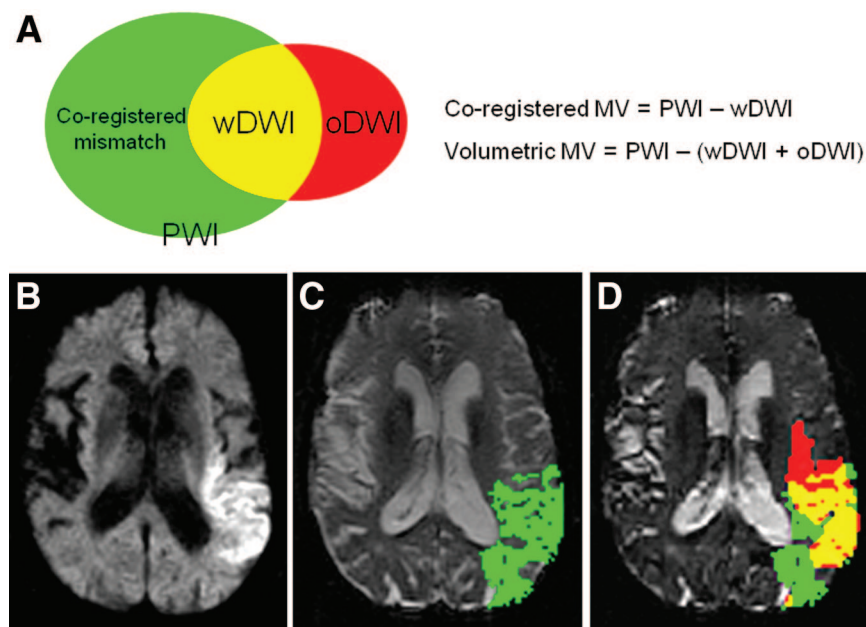 A
Co-registered
mismatch
wDWI
oDWI
PWI
Co-registered MV = PWI – wDWI
Volumetric MV = PWI – (wDWI + oDWI)
B
C
D